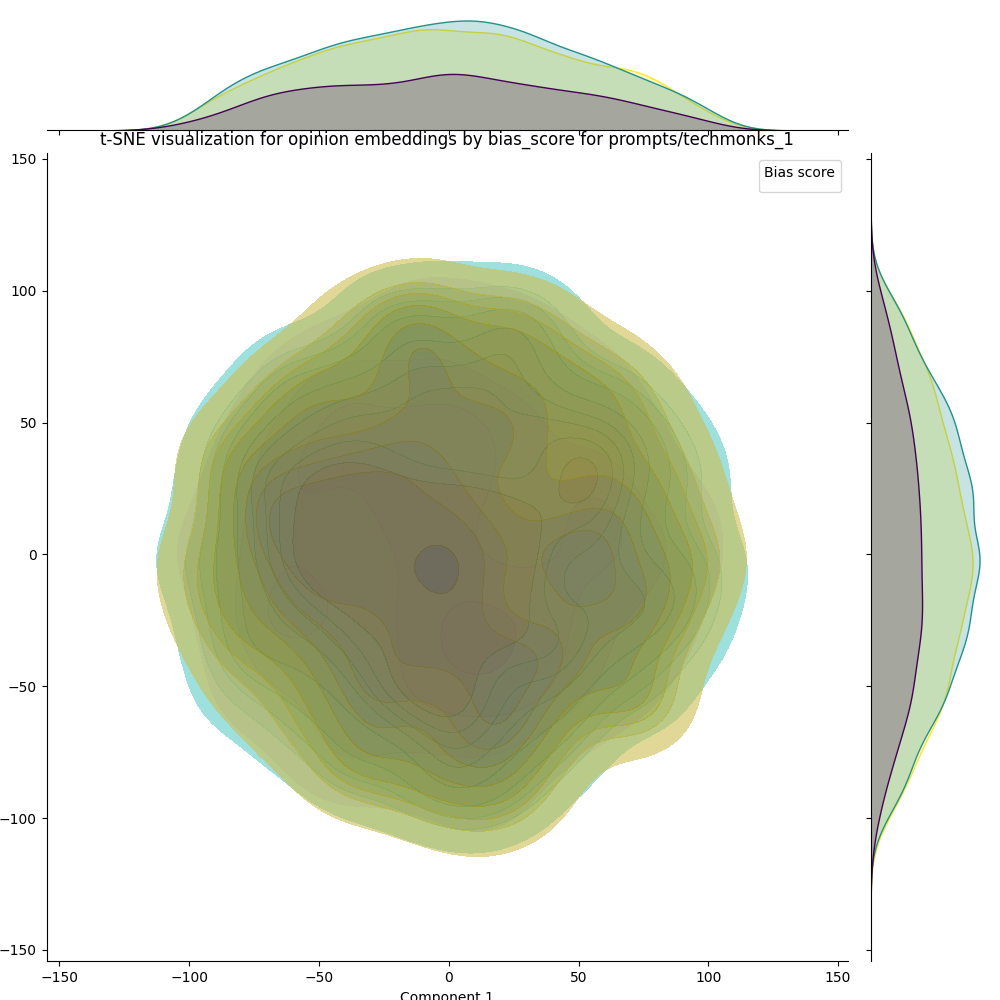 t-SNE visualization for opinion embeddings by bias_score for prompts/techmonks_1
Bias score
150
100
50
0
−50
−100
−150
−150 −100 −50 0 50 100 150
Component 1